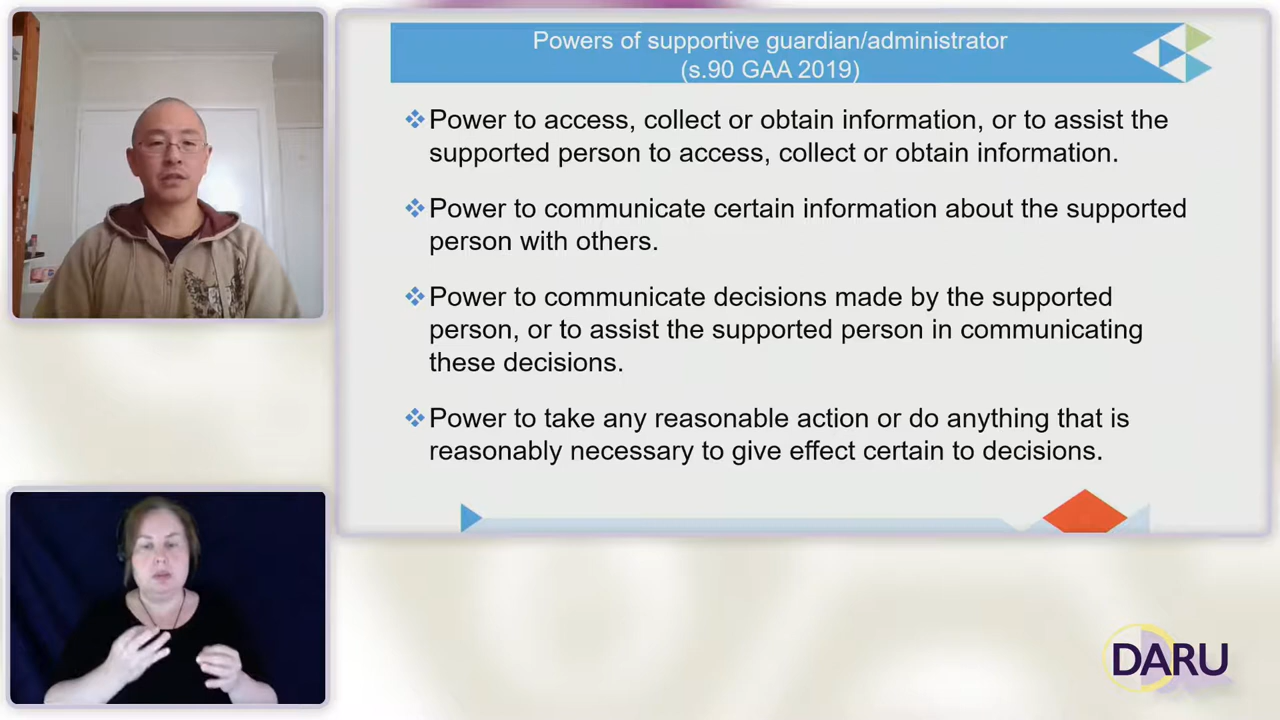 Powers of supportive guardian/administrator
(s.90 GAA 2019)
Power to access, collect or obtain information, or to assist the
supported person to access, collect or obtain information.
Power to communicate certain information about the supported
person with others.
Power to communicate decisions made by the supported
person, or to assist the supported person in communicating
these decisions.
Power to take any reasonable action or do anything that is
reasonably necessary to give effect certain to decisions.
DARU